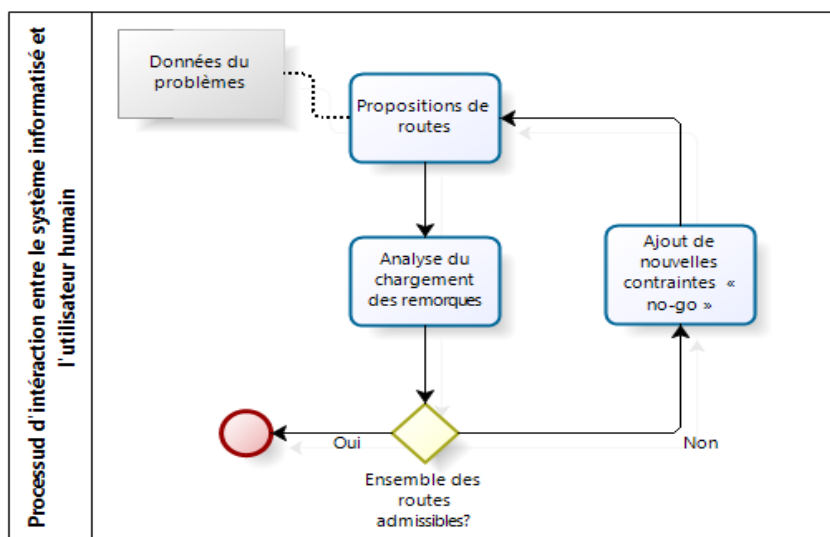 Processud d'intéraction entre le système informatisé et
l'utilisateur humain
Données du
problèmes
Propositions de
routes
Analyse du
chargement
des remorques
Ajout de
nouvelles
contraintes «
no-go »
Oui
Non
Ensemble des
routes
admissibles?